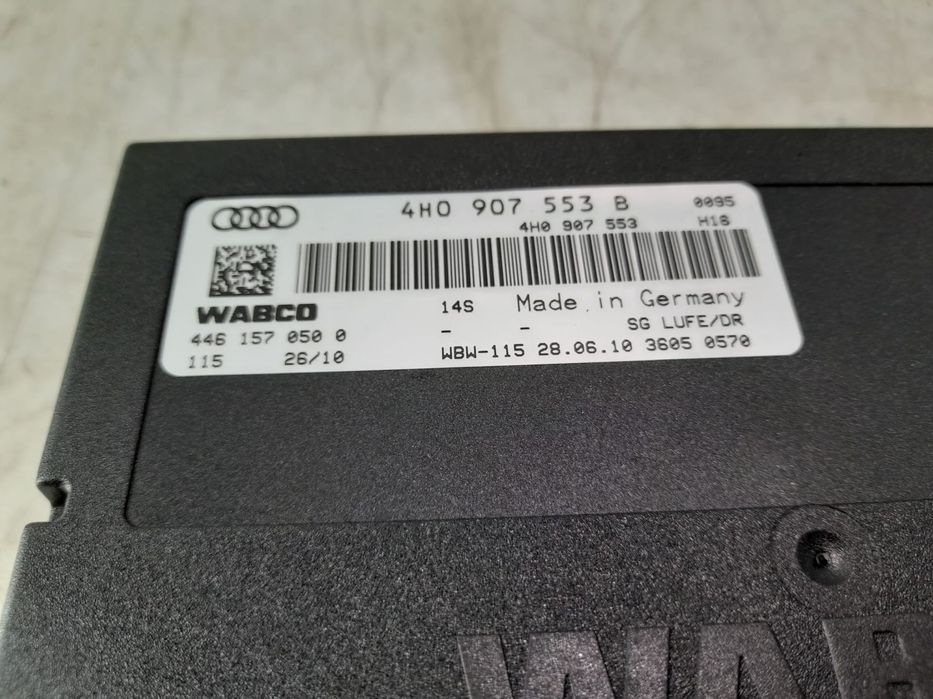 4H0 907 553 B 0095
4H0 907 553 H18
WABCO 14S Made in Germany
446 157 050 0 - - SG LUFE/DR
115 26/10 WBW-115 28.06.10 3605 0570
WAB